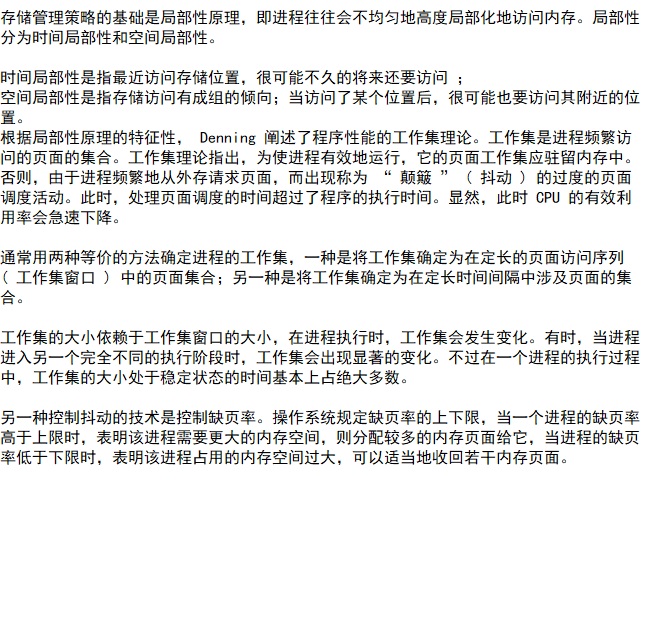 存储管理策略的基础是局部性原理，即进程往往会不均匀地高度局部化地访问内存。局部性
分为时间局部性和空间局部性。
时间局部性是指最近访问存储位置，很可能不久的将来还要访问 ；
空间局部性是指存储访问有成组的倾向；当访问了某个位置后，很可能也要访问其附近的位
置。
根据局部性原理的特征性， Denning 阐述了程序性能的工作集理论。工作集是进程频繁访
问的页面的集合。工作集理论指出，为使进程有效地运行，它的页面工作集应驻留内存中。
否则，由于进程频繁地从外存请求页面，而出现称为 “ 颠簸 ” （ 抖动 ）的过度的页面
调度活动。此时，处理页面调度的时间超过了程序的执行时间。显然，此时 CPU 的有效利
用率会急速下降。
通常用两种等价的方法确定进程的工作集，一种是将工作集确定为在定长的页面访问序列
（ 工作集窗口 ）中的页面集合；另一种是将工作集确定为在定长时间间隔中涉及页面的集
合。
工作集的大小依赖于工作集窗口的大小，在进程执行时，工作集会发生变化。有时，当进程
进入另一个完全不同的执行阶段时，工作集会出现显著的变化。不过在一个进程的执行过程
中，工作集的大小处于稳定状态的时间基本上占绝大多数。
另一种控制抖动的技术是控制缺页率。操作系统规定缺页率的上下限，当一个进程的缺页率
高于上限时，表明该进程需要更大的内存空间，则分配较多的内存页面给它，当进程的缺页
率低于下限时，表明该进程占用的内存空间过大，可以适当地收回若干内存页面。